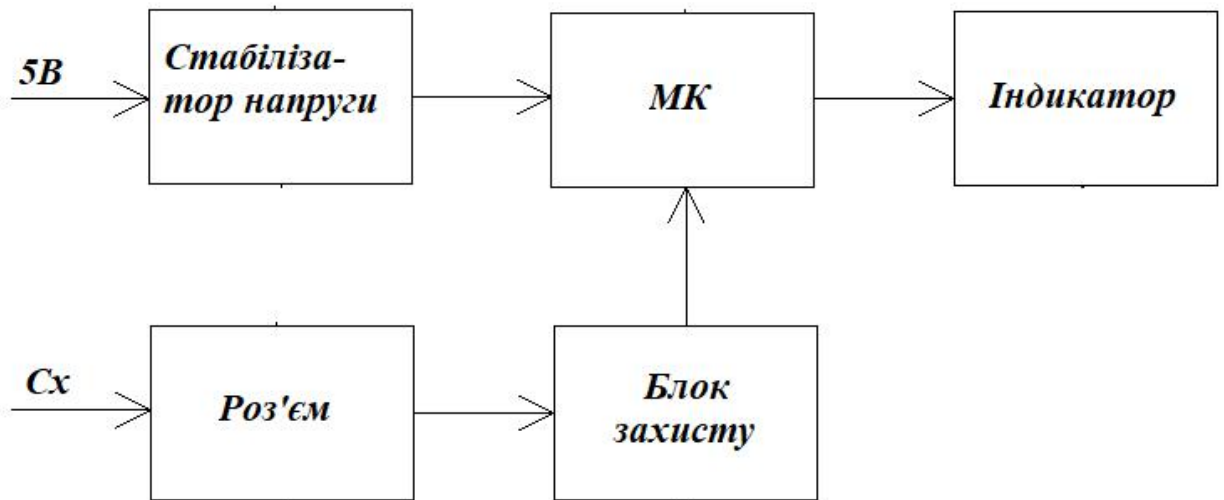 5В
Стабіліза-
тор напруги
МК
Індикатор
Сх
Роз'єм
Блок
захисту